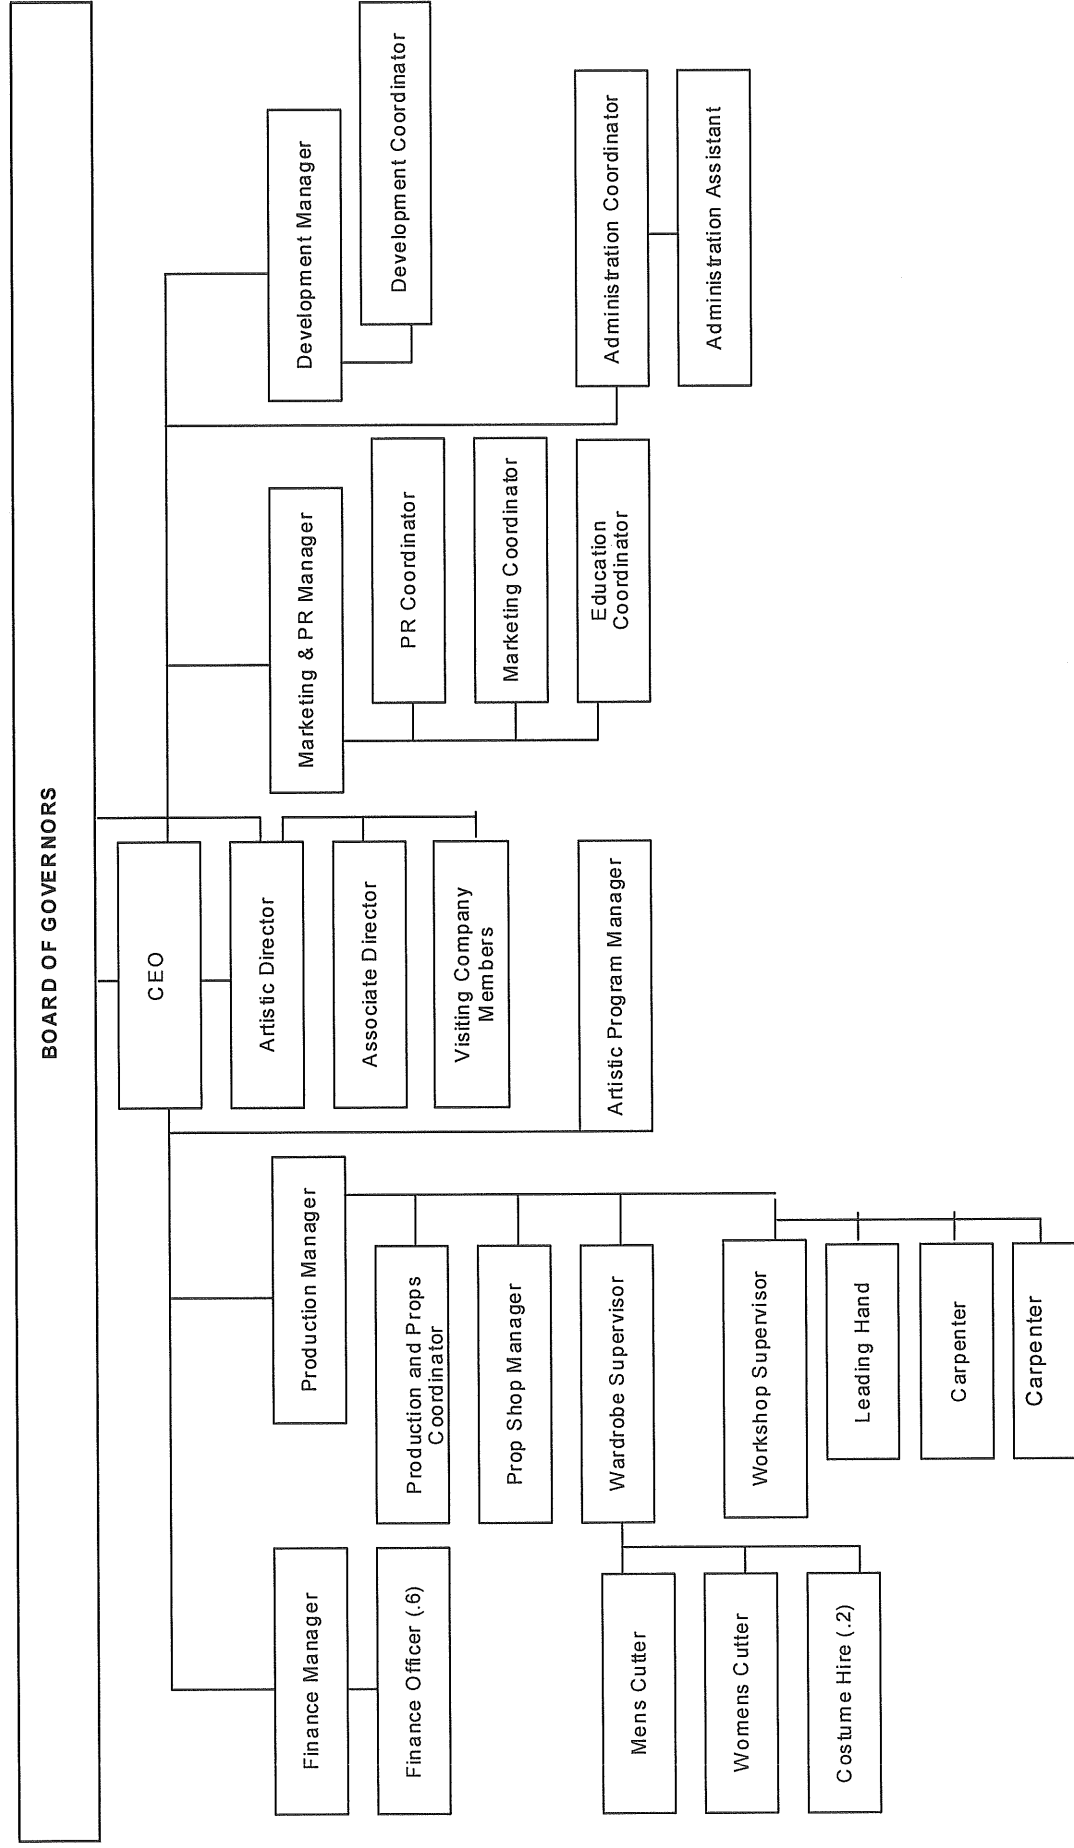 BOARD OF GOVERNORS
CEO
Artistic Director
Associate Director
Visiting Company
Members
Artistic Program Manager
Finance Manager
Finance Officer (.6)
Production Manager
Production and Props
Coordinator
Prop Shop Manager
Wardrobe Supervisor
Mens Cutter
Womens Cutter
Costume Hire (.2)
Workshop Supervisor
Leading Hand
Carpenter
Carpenter
Marketing & PR Manager
PR Coordinator
Marketing Coordinator
Education
Coordinator
Development Manager
Development Coordinator
Administration Coordinator
Administration Assistant